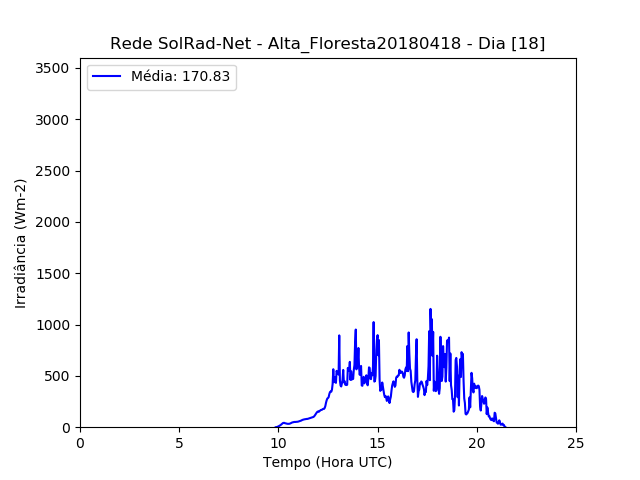 Rede SolRad-Net - Alta_Floresta20180418 - Dia [18]
Média: 170.83
3500
3000
2500
2000
1500
1000
500
0
Irradiância (Wm-2)
0 5 10 15 20 25
Tempo (Hora UTC)